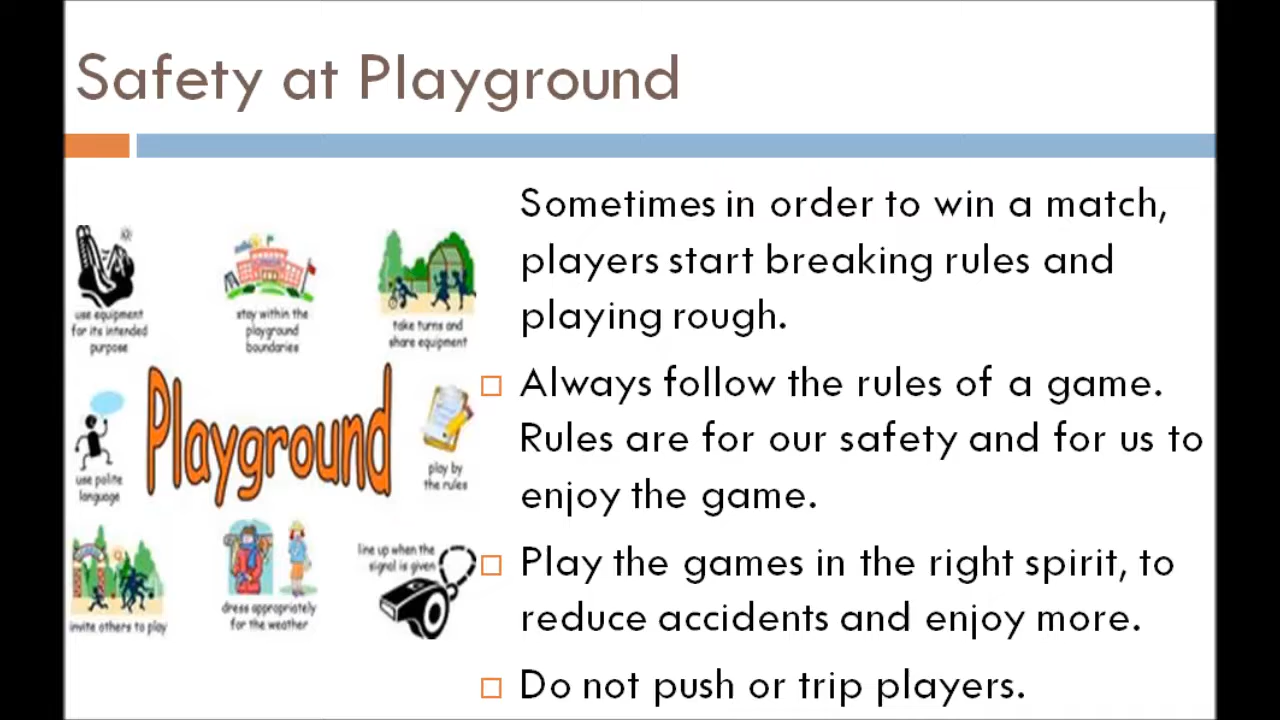 Safety at Playground
Sometimes in order to win a match,
players start breaking rules and
playing rough.
Always follow the rules of a game.
Rules are for our safety and for us to
enjoy the game.
Play the games in the right spirit, to
reduce accidents and enjoy more.
Do not push or trip players.
use equipment
for its intended
purpose
stay within the
playground
boundaries
take turns and
share equipment
use polite
language
Playground
play by
the rules
invite others to play
dress appropriately
for the weather
line up when the
signal is given